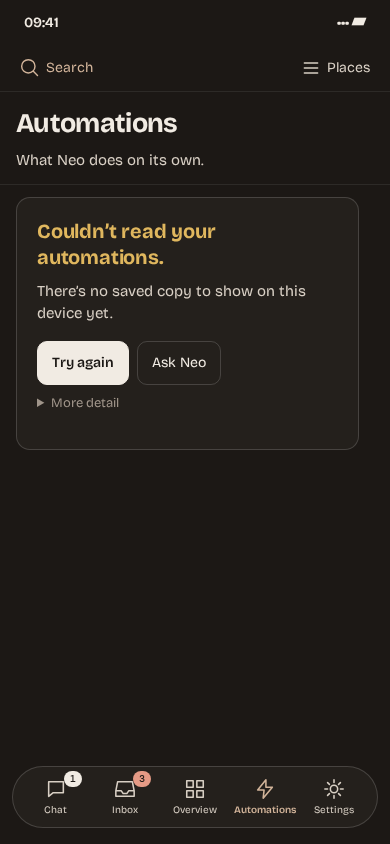 09:41
Search
Places
Automations
What Neo does on its own.
Couldn’t read your
automations.
There’s no saved copy to show on this
device yet.
Try again
Ask Neo
More detail
1
3
Chat
Inbox
Overview
Automations
Settings